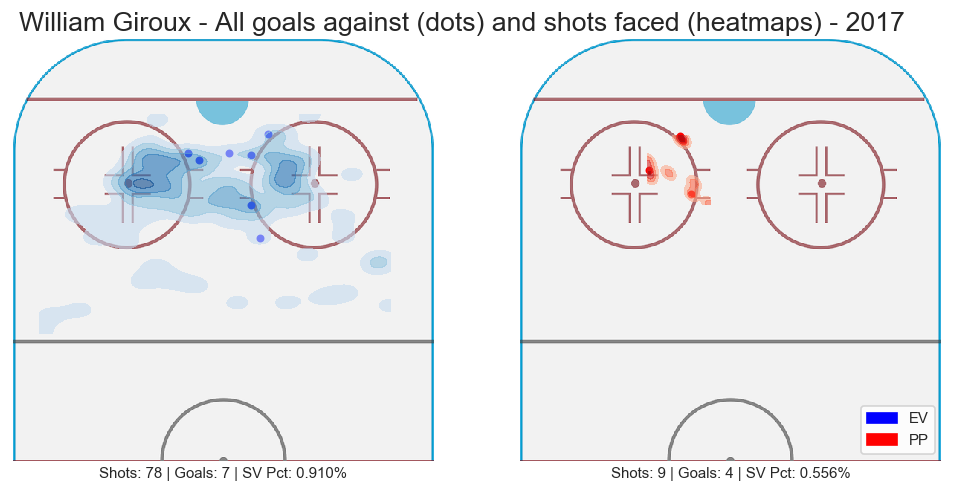 William Giroux - All goals against (dots) and shots faced (heatmaps) - 2017
EV
PP
Shots: 78 | Goals: 7 | SV Pct: 0.910%
Shots: 9 | Goals: 4 | SV Pct: 0.556%